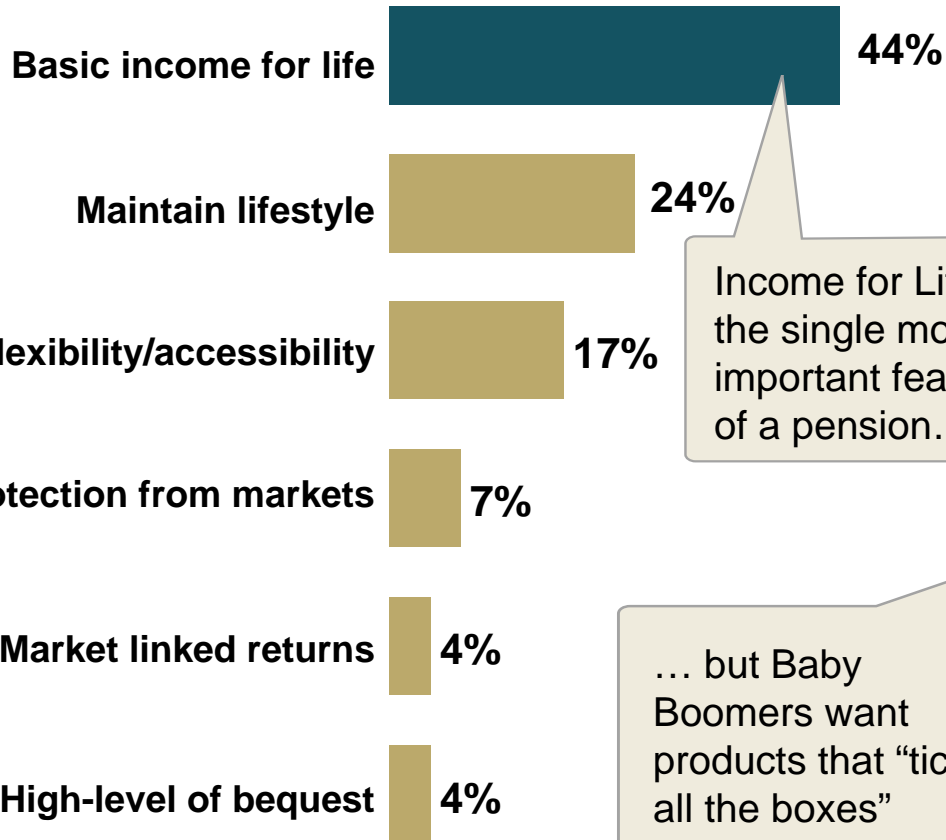 Basic income for life 44%
Maintain lifestyle 24%
lexibility/accessibility 17%
otection from markets 7%
Market linked returns 4%
High-level of bequest 4%
Income for Li
the single mo
important fea
of a pension.
… but Baby
Boomers want
products that “tic
all the boxes”